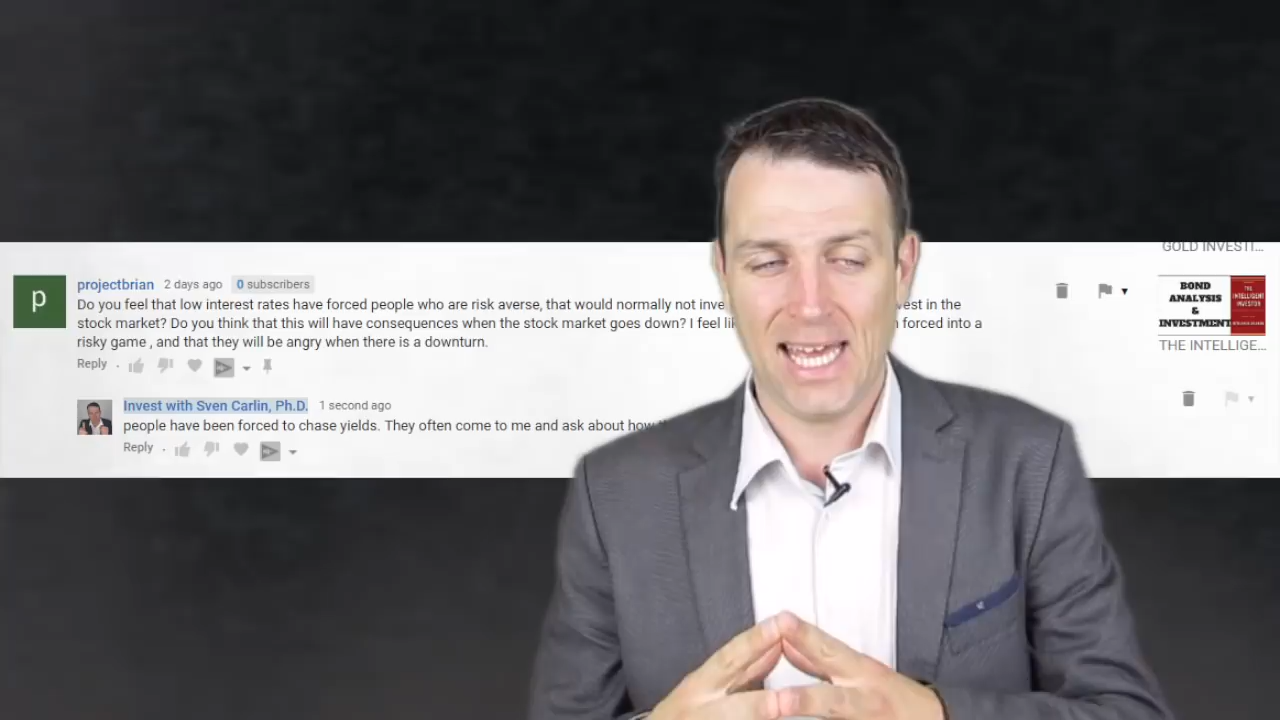 GOLD INVESTI...
p
projectbrian 2 days ago 0 subscribers
Do you feel that low interest rates have forced people who are risk averse, that would normally not inve est in the
stock market? Do you think that this will have consequences when the stock market goes down? I feel li forced into a
risky game , and that they will be angry when there is a downturn.
Reply
BOND
ANALYSIS
&
INVESTMENT
THE
INTELLIGENT
INVESTOR
THE INTELLIGE...
Invest with Sven Carlin, Ph.D. 1 second ago
people have been forced to chase yields. They often come to me and ask about how
Reply